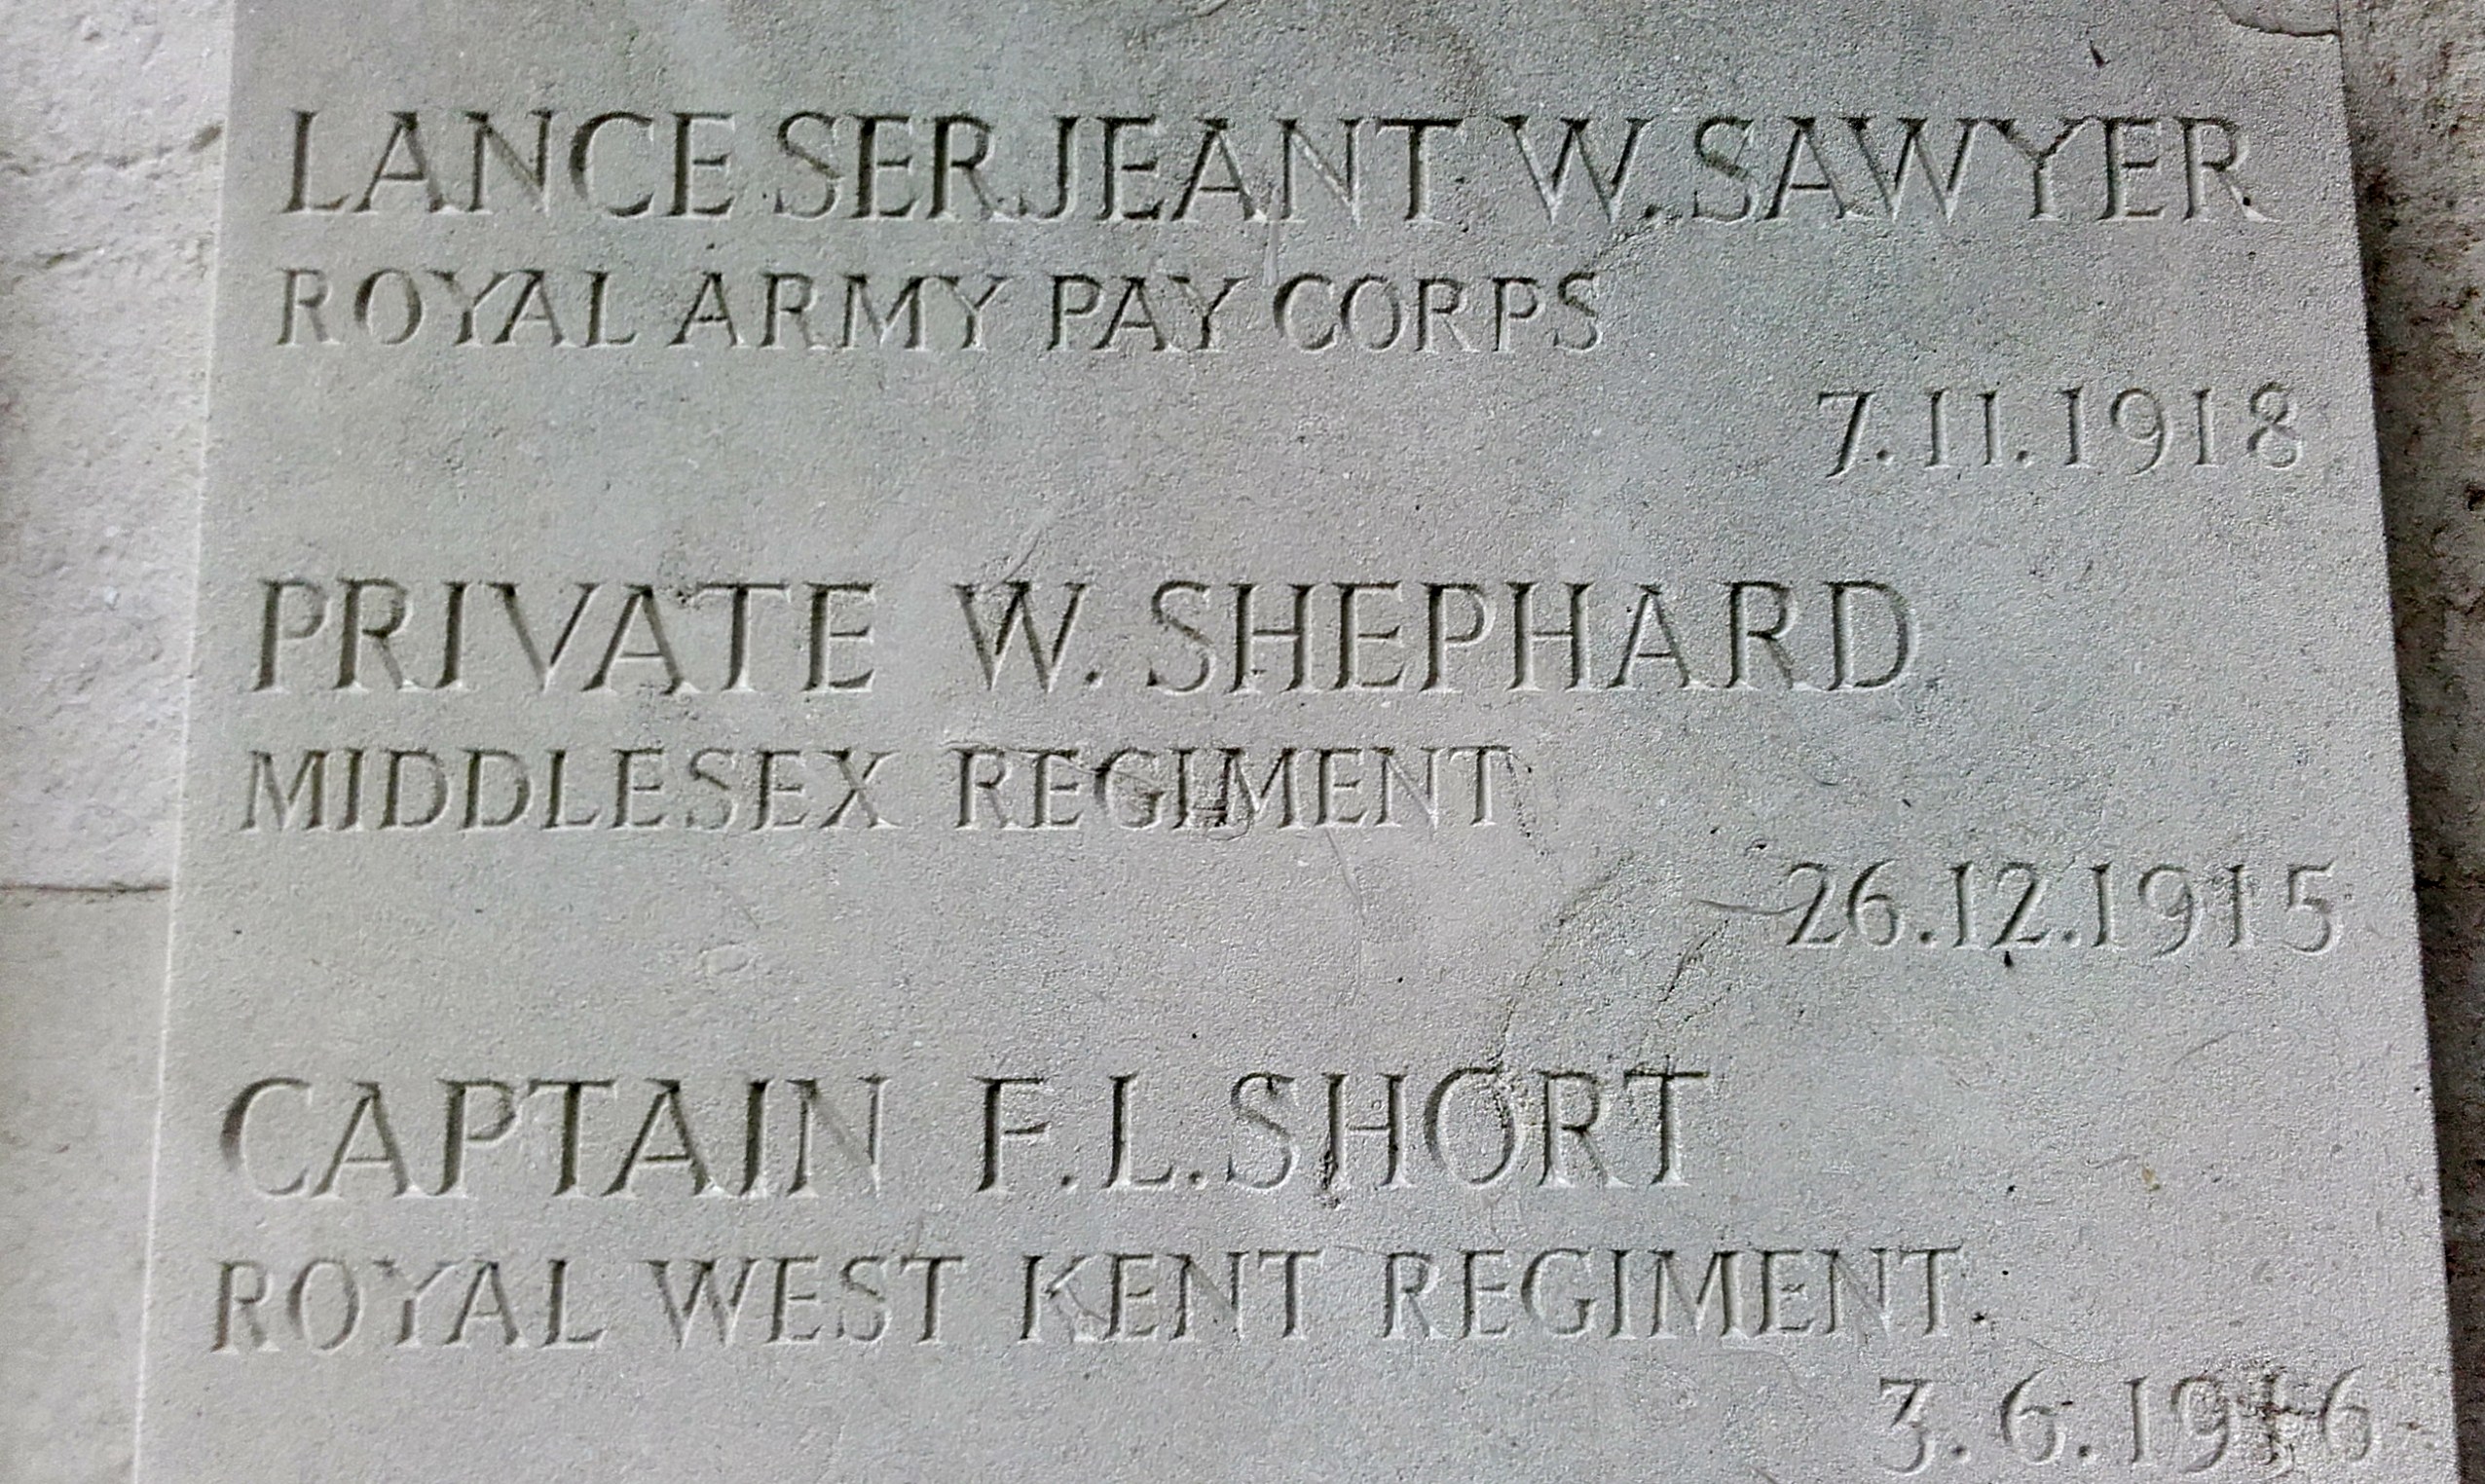 LANCE SERJEANT W. SAWYER
ROYAL ARMY PAY CORPS
7.11.1918
PRIVATE W. SHEPHARD
MIDDLESEX REGIMENT
26.12.1915
CAPTAIN F.L. SHORT
ROYAL WEST KENT REGIMENT.
3.6.1916